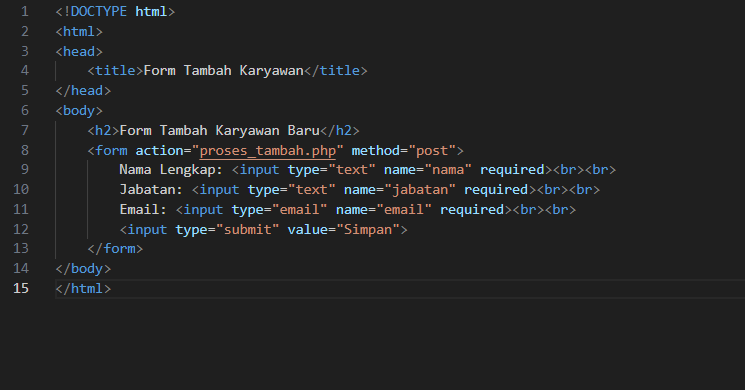 1 <!DOCTYPE html>
2 <html>
3 <head>
4     <title>Form Tambah Karyawan</title>
5 </head>
6 <body>
7     <h2>Form Tambah Karyawan Baru</h2>
8     <form action="proses_tambah.php" method="post">
9         Nama Lengkap: <input type="text" name="nama" required><br><br>
10         Jabatan: <input type="text" name="jabatan" required><br><br>
11         Email: <input type="email" name="email" required><br><br>
12         <input type="submit" value="Simpan">
13     </form>
14 </body>
15 </html>